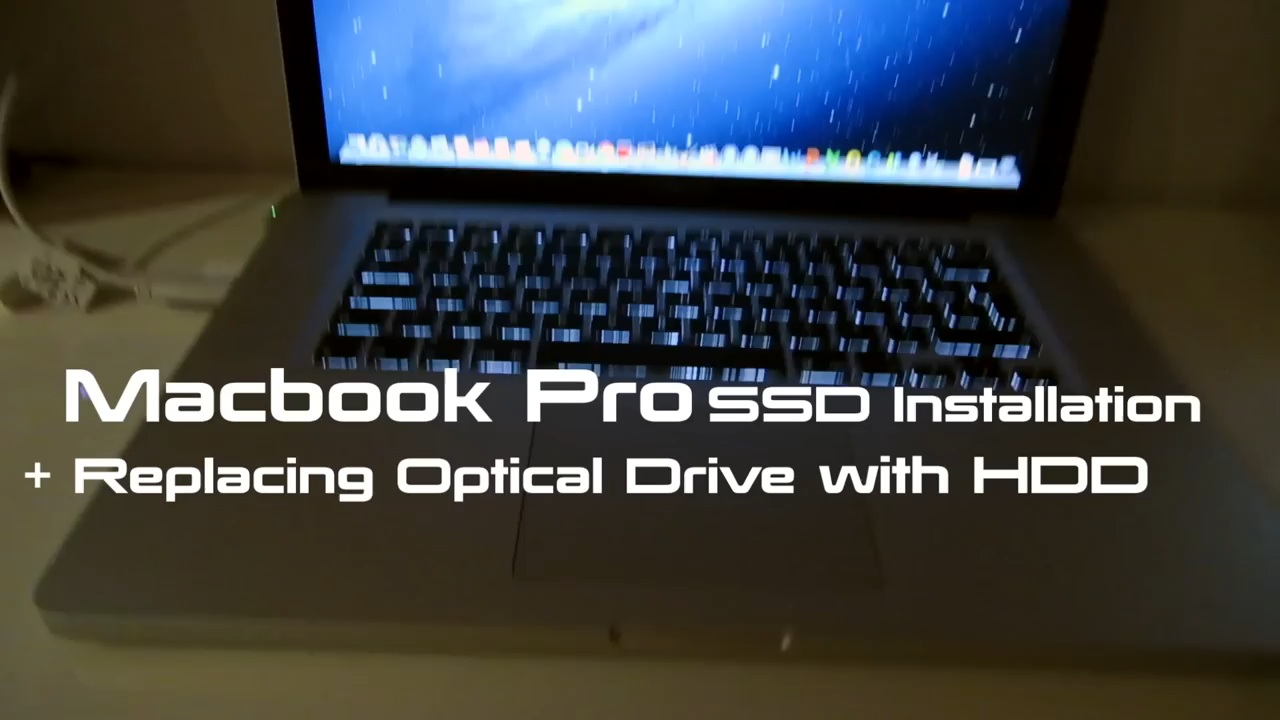 Macbook Pro SSD Installation
+ Replacing Optical Drive with HDD